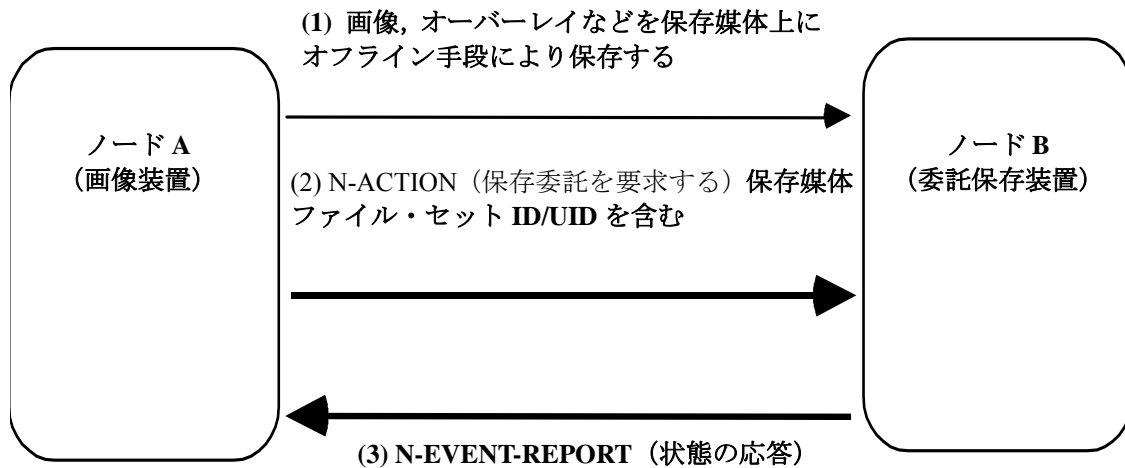 (1) 画像, オーバーレイなどを保存媒体上に
オフライン手段により保存する
ノード A
（画像装置）
ノード B
（委託保存装置）
(2) N-ACTION（保存委託を要求する）保存媒体
ファイル・セット ID/UID を含む
(3) N-EVENT-REPORT（状態の応答）